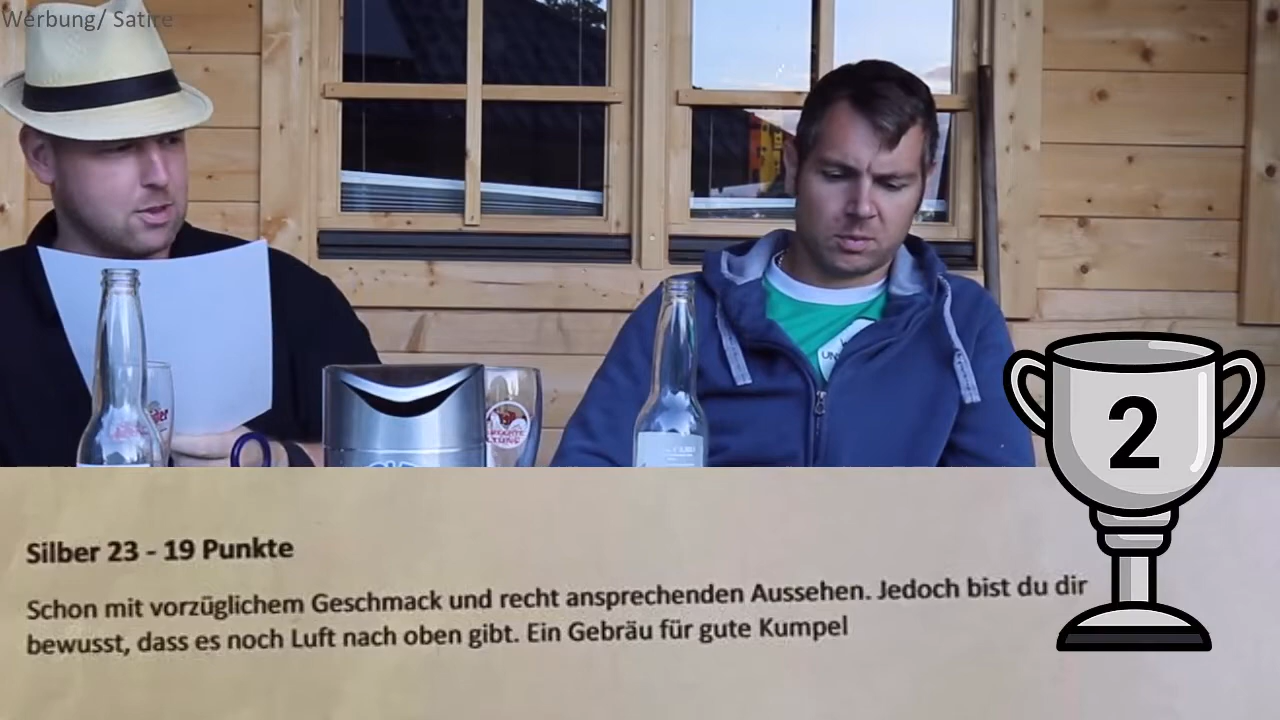 Werbung/ Satire
2
Silber 23 - 19 Punkte
Schon mit vorzüglichem Geschmack und recht ansprechenden Aussehen. Jedoch bist du dir
bewusst, dass es noch Luft nach oben gibt. Ein Gebräu für gute Kumpel